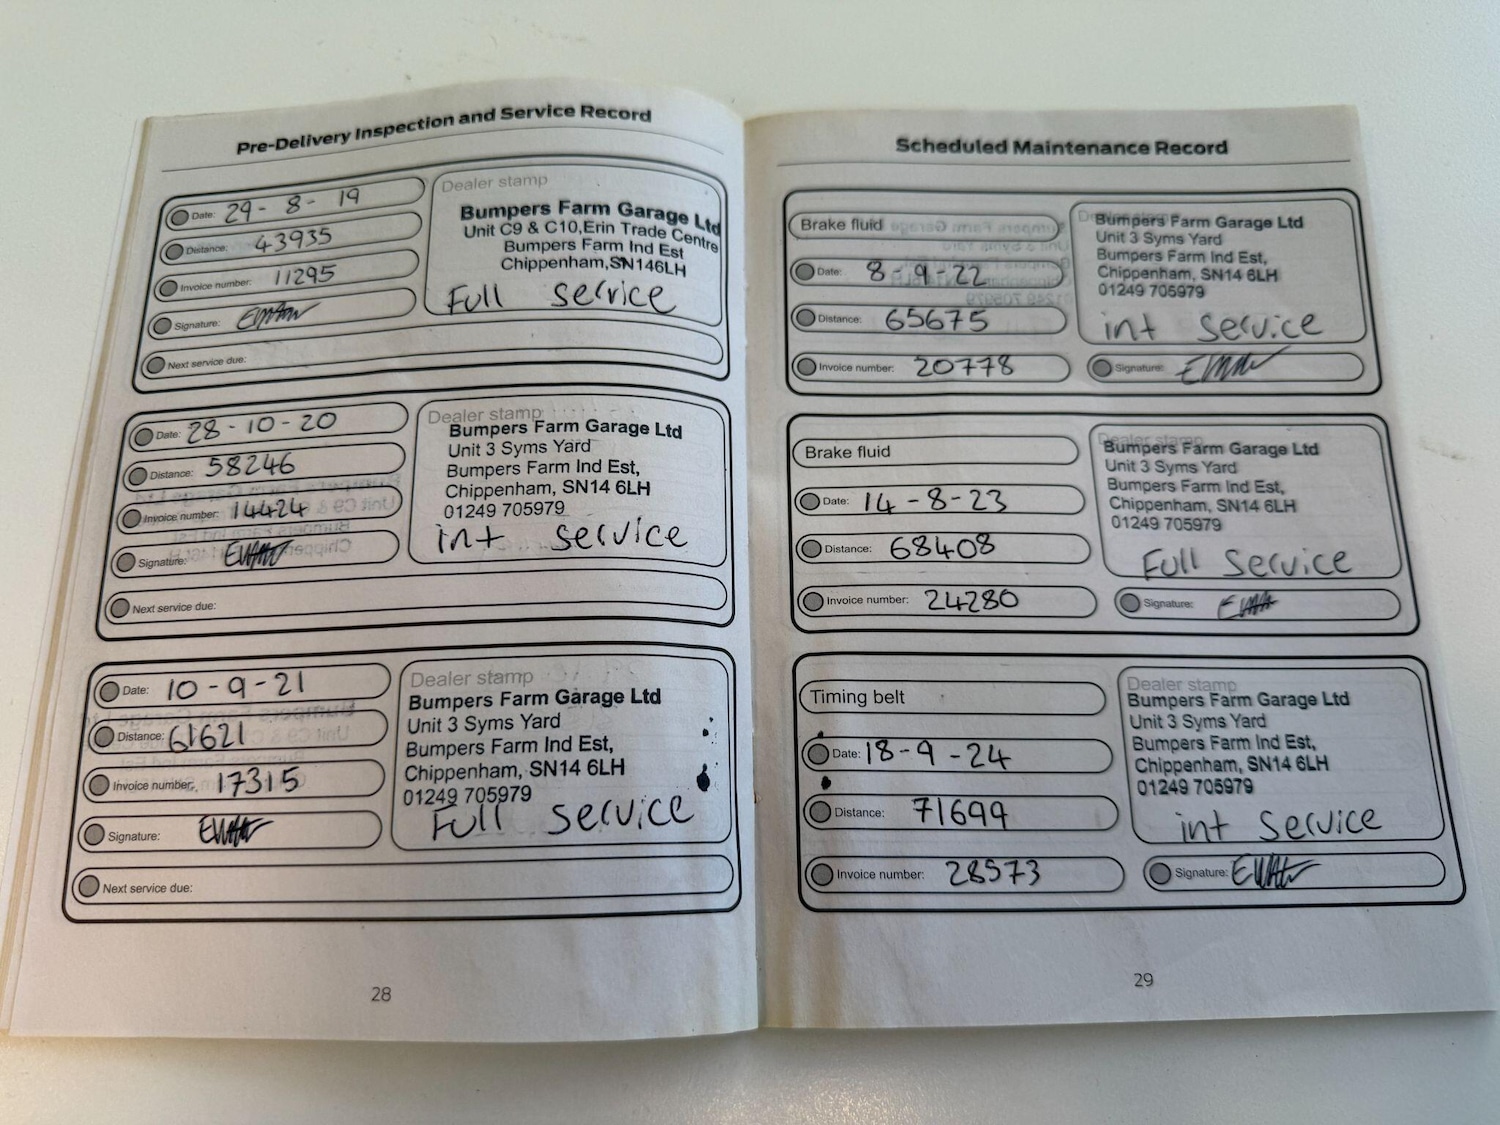 Pre-Delivery Inspection and Service Record
Date: 29-8-19
Distance: 43935
Invoice number: 11295
Signature:
Next service due:
Dealer stamp
Bumpers Farm Garage Ltd
Unit C9 & C10,Erin Trade Centre
Bumpers Farm Ind Est
Chippenham,SN146LH
Full service
Date: 28-10-20
Distance: 58246
Invoice number: 14424
Signature:
Next service due:
Dealer stamp
Bumpers Farm Garage Ltd
Unit 3 Syms Yard
Bumpers Farm Ind Est,
Chippenham, SN14 6LH
01249 705979
int service
Date: 10-9-21
Distance: 61621
Invoice number: 17315
Signature:
Next service due:
Dealer stamp
Bumpers Farm Garage Ltd
Unit 3 Syms Yard
Bumpers Farm Ind Est,
Chippenham, SN14 6LH
01249 705979
Full service
28
Scheduled Maintenance Record
Brake fluid
Date: 8-9-22
Distance: 65675
Invoice number: 20778
Bumpers Farm Garage Ltd
Unit 3 Syms Yard
Bumpers Farm Ind Est,
Chippenham, SN14 6LH
01249 705979
int service
Signature:
Brake fluid
Date: 14-8-23
Distance: 68408
Invoice number: 24280
Dealer stamp
Bumpers Farm Garage Ltd
Unit 3 Syms Yard
Bumpers Farm Ind Est,
Chippenham, SN14 6LH
01249 705979
Full service
Signature:
Timing belt
Date: 18-9-24
Distance: 71699
Invoice number: 28573
Dealer stamp
Bumpers Farm Garage Ltd
Unit 3 Syms Yard
Bumpers Farm Ind Est,
Chippenham, SN14 6LH
01249 705979
int service
Signature:
29